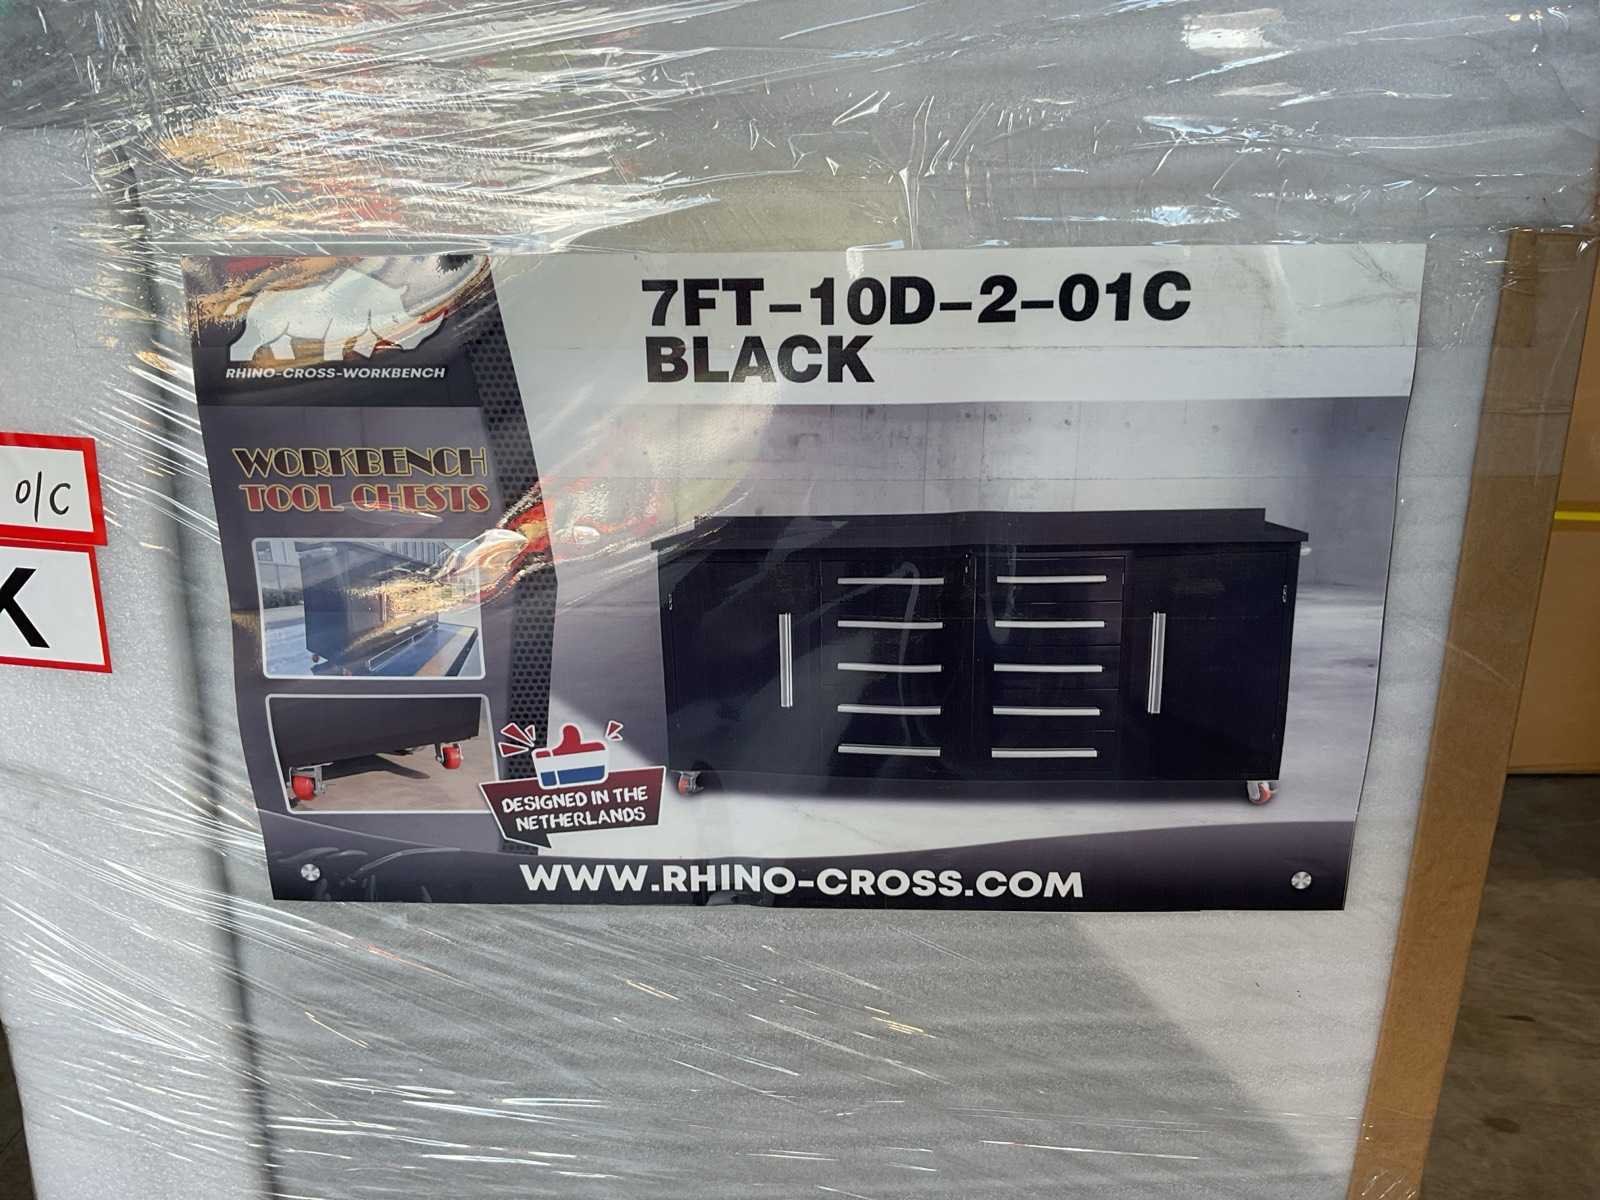 7FT-10D-2-01C
BLACK
RHINO-CROSS-WORKBENCH
WORKBENCH
TOOL CHESTS
O/C
K
DESIGNED IN THE
NETHERLANDS
WWW.RHINO-CROSS.COM